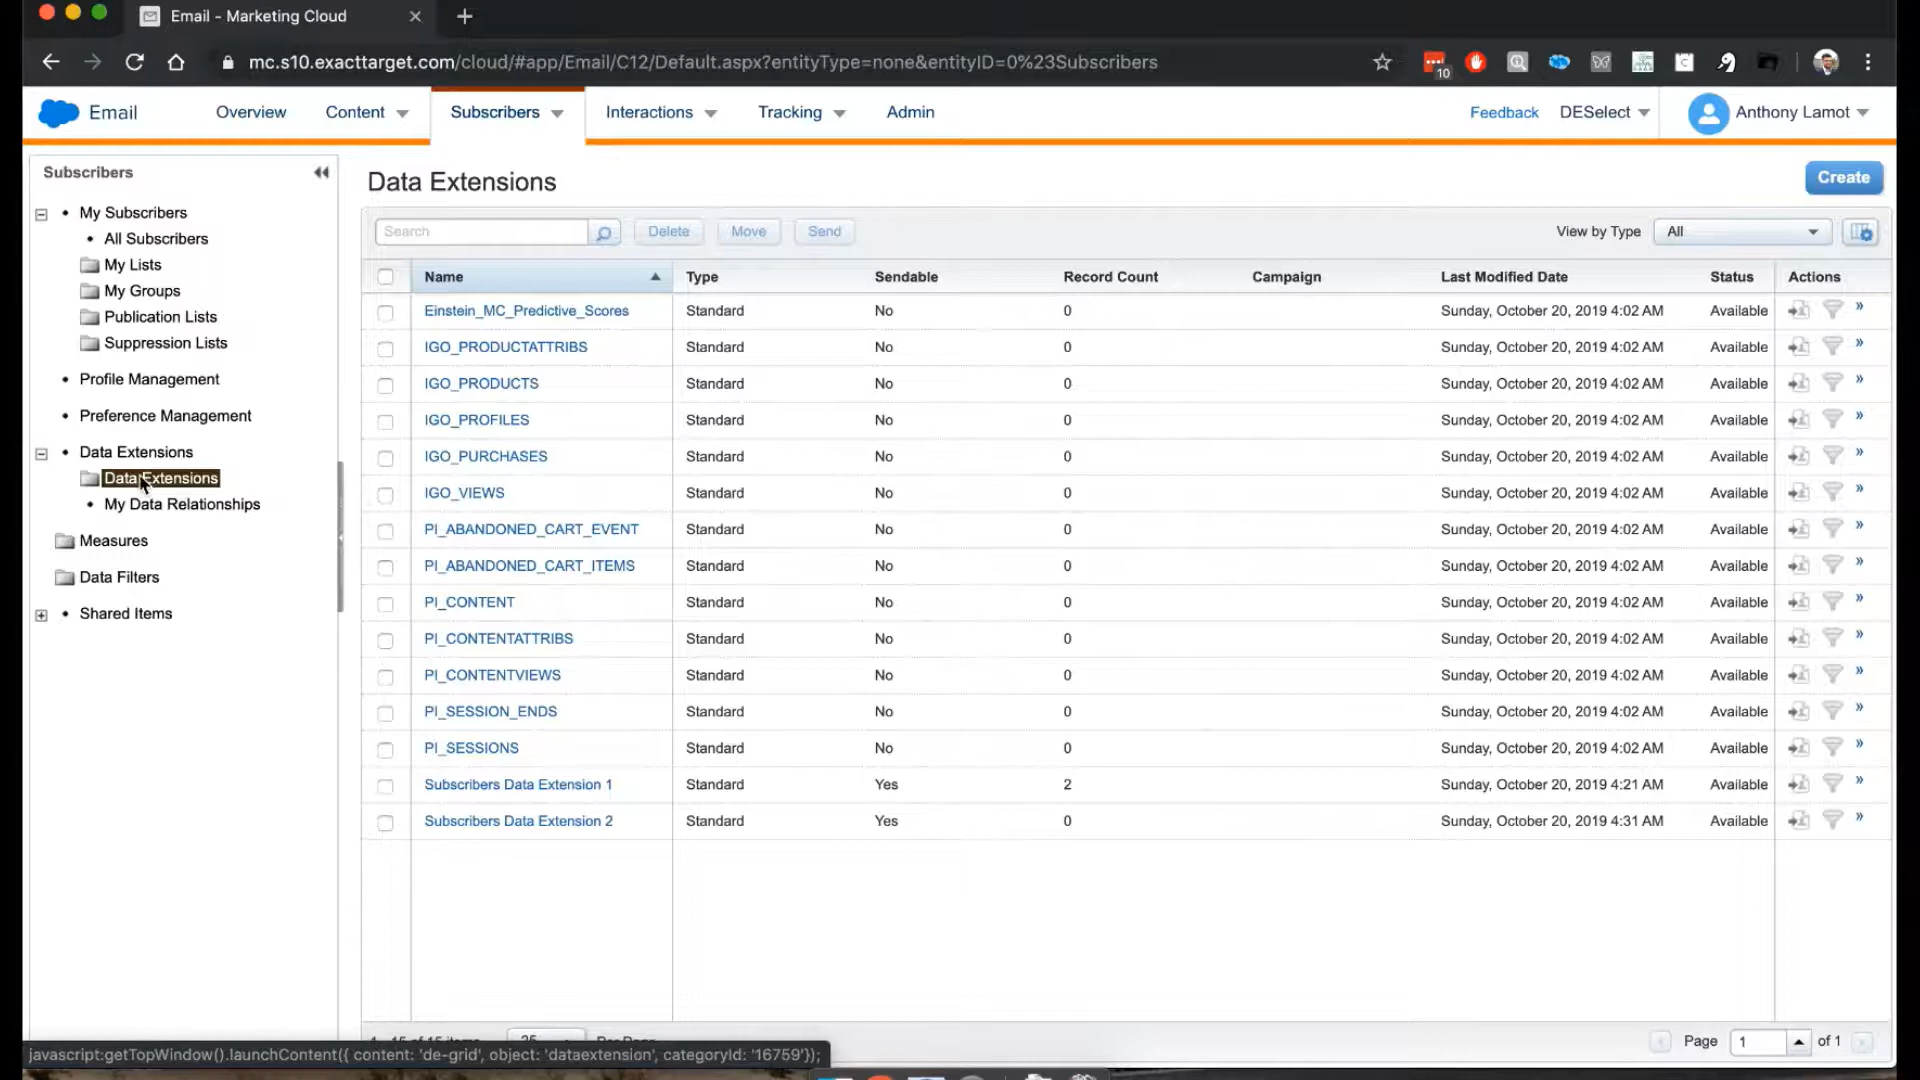 Email - Marketing Cloud
mc.s10.exacttarget.com/cloud/#app/Email/C12/Default.aspx?entityType=none&entityID=0%23Subscribers
10
Email Overview Content Subscribers Interactions Tracking Admin Feedback DESelect Anthony Lamot
Subscribers
My Subscribers
All Subscribers
My Lists
My Groups
Publication Lists
Suppression Lists
Profile Management
Preference Management
Data Extensions
Data Extensions
My Data Relationships
Measures
Data Filters
Shared Items
Data Extensions Create
Search Delete Move Send View by Type All
Name Type Sendable Record Count Campaign Last Modified Date Status Actions
Einstein_MC_Predictive_Scores Standard No 0 Sunday, October 20, 2019 4:02 AM Available »
IGO_PRODUCTATTRIBS Standard No 0 Sunday, October 20, 2019 4:02 AM Available »
IGO_PRODUCTS Standard No 0 Sunday, October 20, 2019 4:02 AM Available »
IGO_PROFILES Standard No 0 Sunday, October 20, 2019 4:02 AM Available »
IGO_PURCHASES Standard No 0 Sunday, October 20, 2019 4:02 AM Available »
IGO_VIEWS Standard No 0 Sunday, October 20, 2019 4:02 AM Available »
PI_ABANDONED_CART_EVENT Standard No 0 Sunday, October 20, 2019 4:02 AM Available »
PI_ABANDONED_CART_ITEMS Standard No 0 Sunday, October 20, 2019 4:02 AM Available »
PI_CONTENT Standard No 0 Sunday, October 20, 2019 4:02 AM Available »
PI_CONTENTATTRIBS Standard No 0 Sunday, October 20, 2019 4:02 AM Available »
PI_CONTENTVIEWS Standard No 0 Sunday, October 20, 2019 4:02 AM Available »
PI_SESSION_ENDS Standard No 0 Sunday, October 20, 2019 4:02 AM Available »
PI_SESSIONS Standard No 0 Sunday, October 20, 2019 4:02 AM Available »
Subscribers Data Extension 1 Standard Yes 2 Sunday, October 20, 2019 4:21 AM Available »
Subscribers Data Extension 2 Standard Yes 0 Sunday, October 20, 2019 4:31 AM Available »
Page 1 of 1
javascript:getTopWindow().launchContent({ content: 'de-grid', object: 'dataextension', categoryId: '16759'});